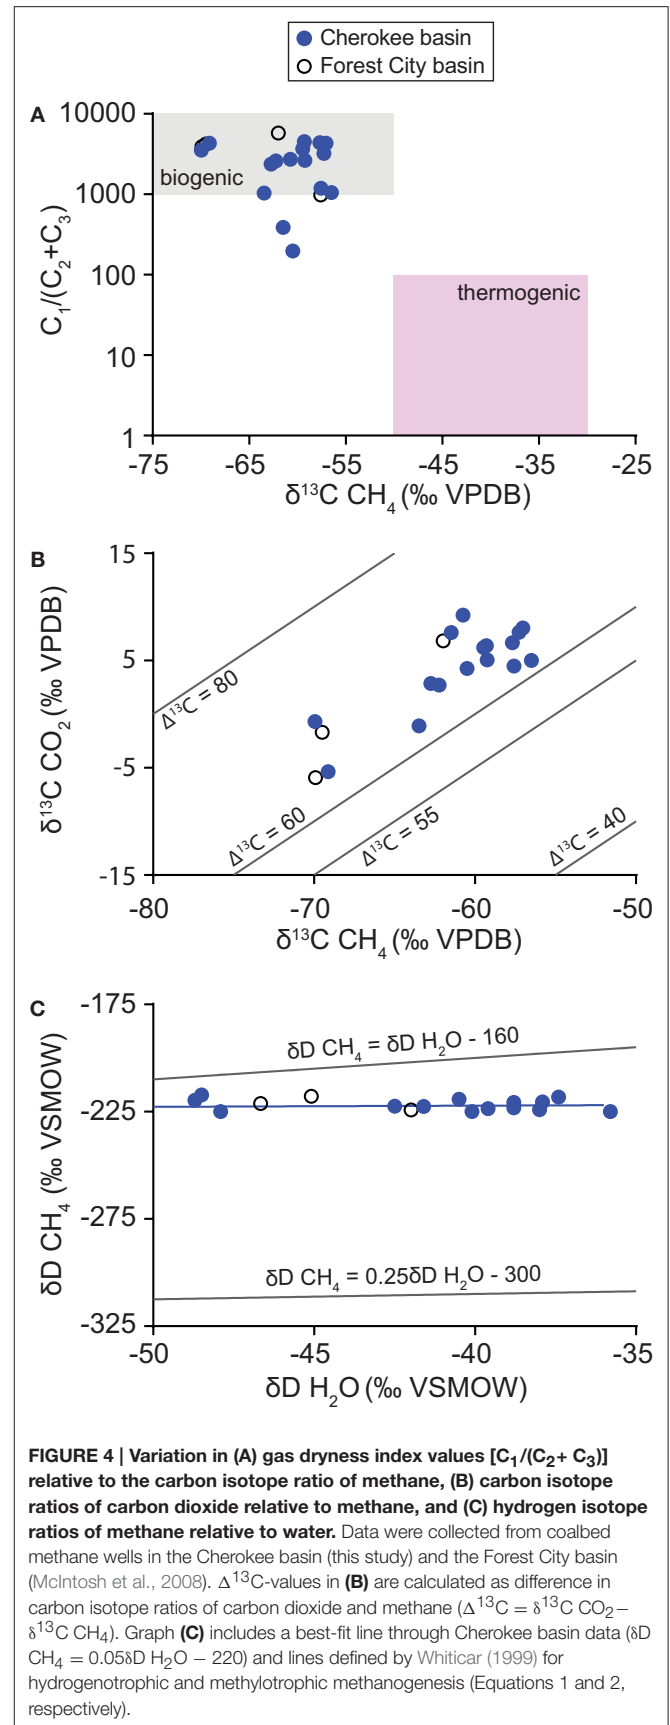 Cherokee basin
Forest City basin
A
10000
1000
100
10
1
C₁/(C₂+C₃)
biogenic
thermogenic
-75 -65 -55 -45 -35 -25
δ¹³C CH₄ (‰ VPDB)
B
15
5
-5
-15
δ¹³C CO₂ (‰ VPDB)
Δ¹³C = 80
Δ¹³C = 60
Δ¹³C = 55
Δ¹³C = 40
-80 -70 -60 -50
δ¹³C CH₄ (‰ VPDB)
C
-175
-225
-275
-325
δD CH₄ (‰ VSMOW)
δD CH₄ = δD H₂O - 160
δD CH₄ = 0.25δD H₂O - 300
-50 -45 -40 -35
δD H₂O (‰ VSMOW)
FIGURE 4 | Variation in (A) gas dryness index values [C₁/(C₂+ C₃)]
relative to the carbon isotope ratio of methane, (B) carbon isotope
ratios of carbon dioxide relative to methane, and (C) hydrogen isotope
ratios of methane relative to water. Data were collected from coalbed
methane wells in the Cherokee basin (this study) and the Forest City basin
(McIntosh et al., 2008). Δ¹³C-values in (B) are calculated as difference in
carbon isotope ratios of carbon dioxide and methane (Δ¹³C = δ¹³C CO₂−
δ¹³C CH₄). Graph (C) includes a best-fit line through Cherokee basin data (δD
CH₄ = 0.05δD H₂O − 220) and lines defined by Whiticar (1999) for
hydrogenotrophic and methylotrophic methanogenesis (Equations 1 and 2,
respectively).